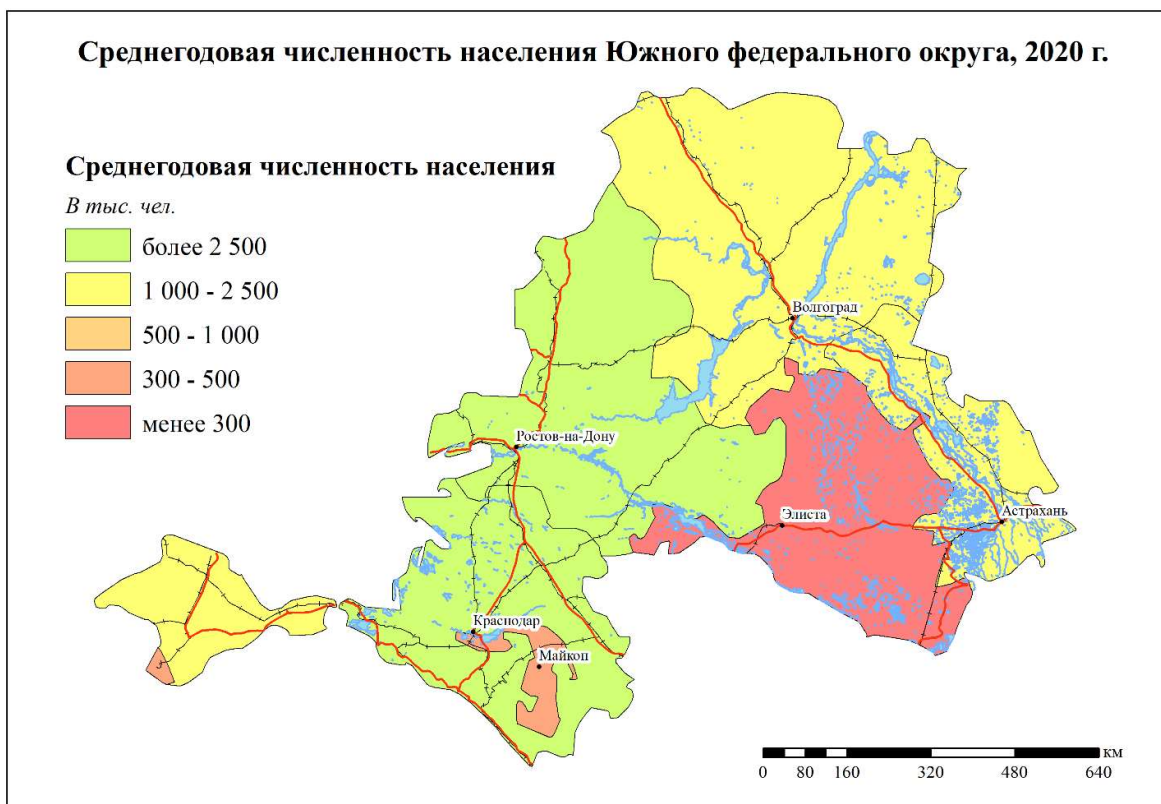 Среднегодовая численность населения Южного федерального округа, 2020 г.
Среднегодовая численность населения
В тыс. чел.
более 2 500
1 000 - 2 500
500 - 1 000
300 - 500
менее 300
Волгоград
Ростов-на-Дону
Элиста
Астрахань
Краснодар
Майкоп
км
0 80 160 320 480 640